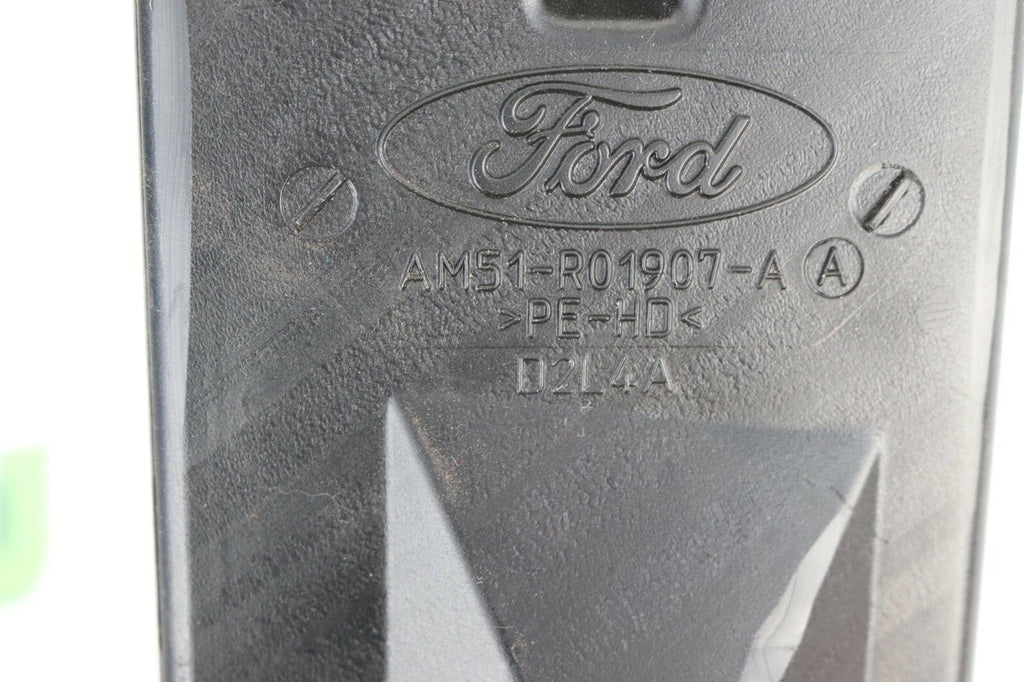 Ford
AM51-R01907-A A
>PE-HD<
D2L4A